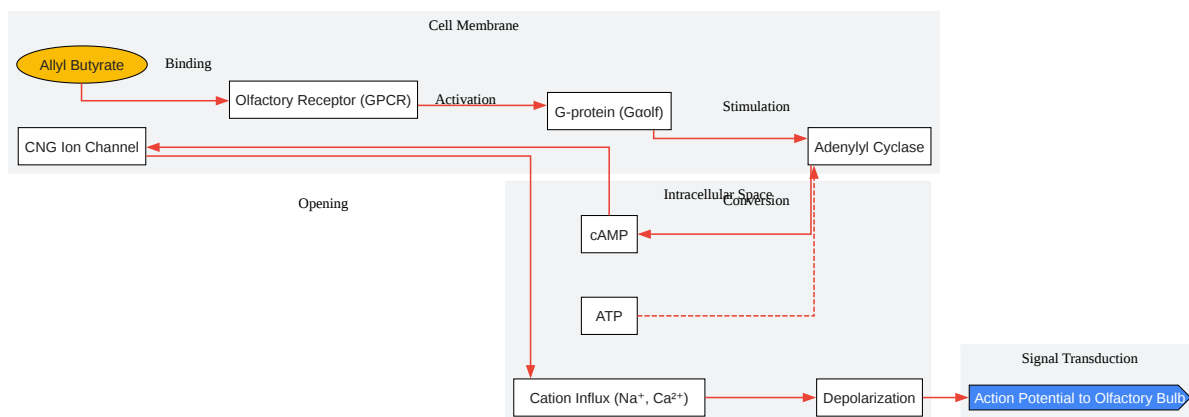 Cell Membrane
Allyl Butyrate
Binding
Olfactory Receptor (GPCR)
Activation
G-protein (Gαolf)
Stimulation
CNG Ion Channel
Adenylyl Cyclase
Opening
Intracellular Space
Conversion
cAMP
ATP
Signal Transduction
Cation Influx (Na⁺, Ca²⁺)
Depolarization
Action Potential to Olfactory Bulb